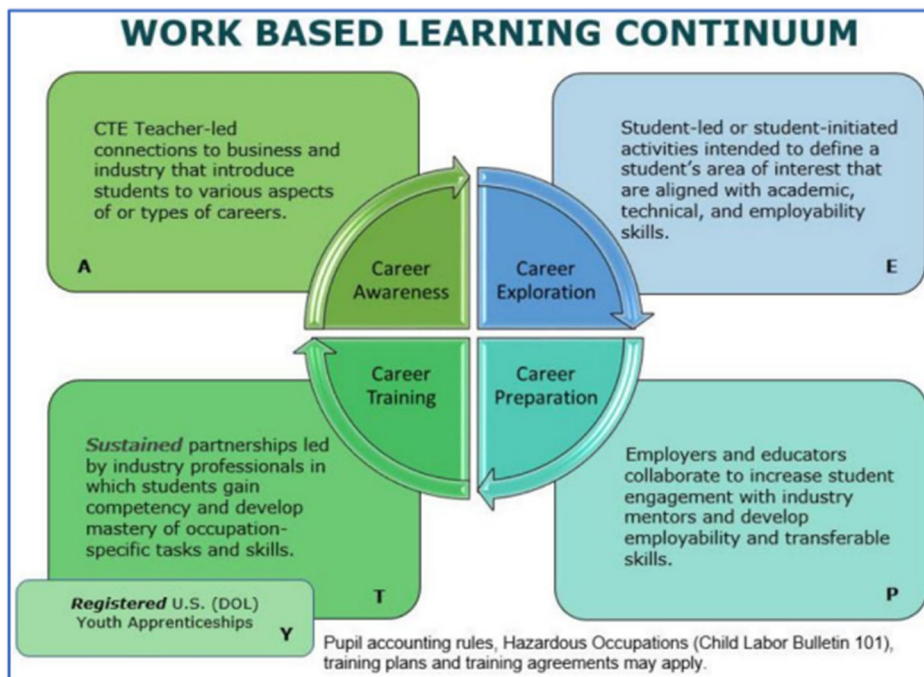 WORK BASED LEARNING CONTINUUM
CTE Teacher-led
connections to business and
industry that introduce
students to various aspects
of or types of careers.
A
Student-led or student-initiated
activities intended to define a
student's area of interest that
are aligned with academic,
technical, and employability
skills.
E
Career
Awareness
Career
Exploration
Career
Training
Career
Preparation
Sustained partnerships led
by industry professionals in
which students gain
competency and develop
mastery of occupation-
specific tasks and skills.
T
Employers and educators
collaborate to increase student
engagement with industry
mentors and develop
employability and transferable
skills.
P
Registered U.S. (DOL)
Youth Apprenticeships
Y
Pupil accounting rules, Hazardous Occupations (Child Labor Bulletin 101),
training plans and training agreements may apply.